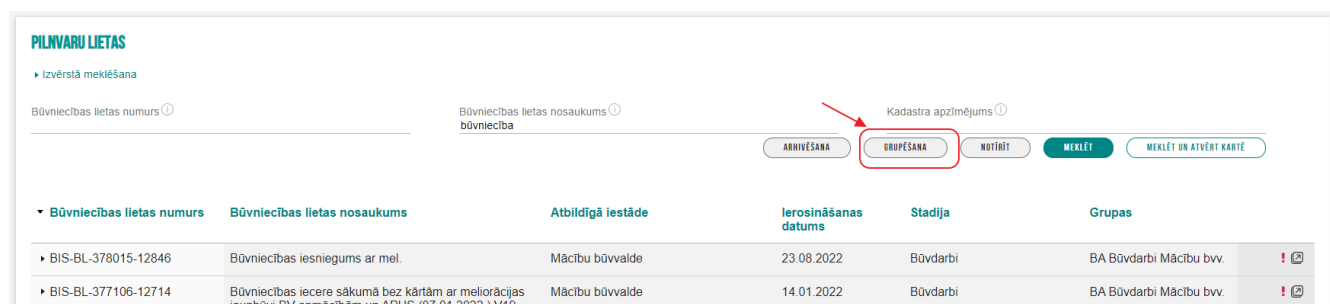 PILNVARU LIETAS
Izvērstā meklēšana
Būvniecības lietas numurs
Būvniecības lietas nosaukums
būvniecība
Kadastra apzīmējums
ARHIVĒŠANA GRUPĒŠANA NOTĪRĪT MEKLĒT MEKLĒT UN ATVĒRT KARTĒ
Būvniecības lietas numurs Būvniecības lietas nosaukums Atbildīgā iestāde Ierosināšanas datums Stadija Grupas
BIS-BL-378015-12846 Būvniecības iesniegums ar mel. Mācību būvvalde 23.08.2022 Būvdarbi BA Būvdarbi Mācību bvv. !
BIS-BL-377106-12714 Būvniecības iecere sākumā bez kārtām ar meliorācijas Mācību būvvalde 14.01.2022 Būvdarbi BA Būvdarbi Mācību bvv. !